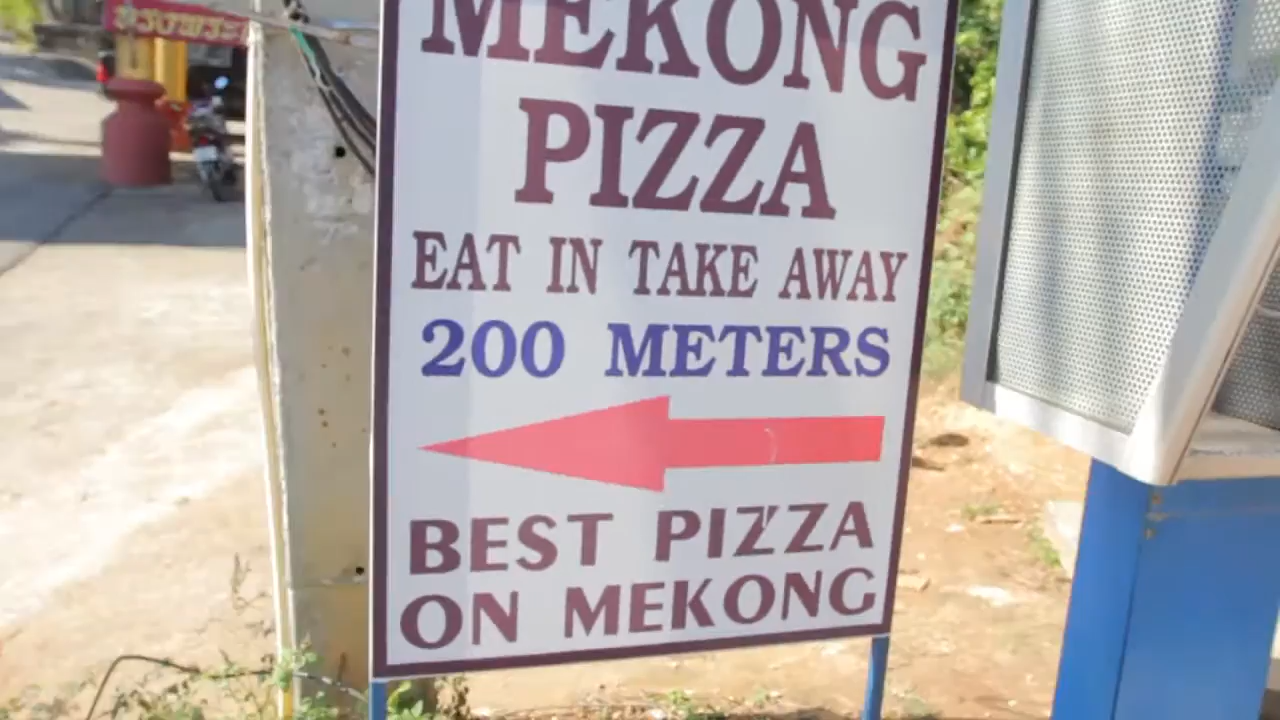 MEKONG
PIZZA
EAT IN TAKE AWAY
200 METERS
BEST PIZZA
ON MEKONG